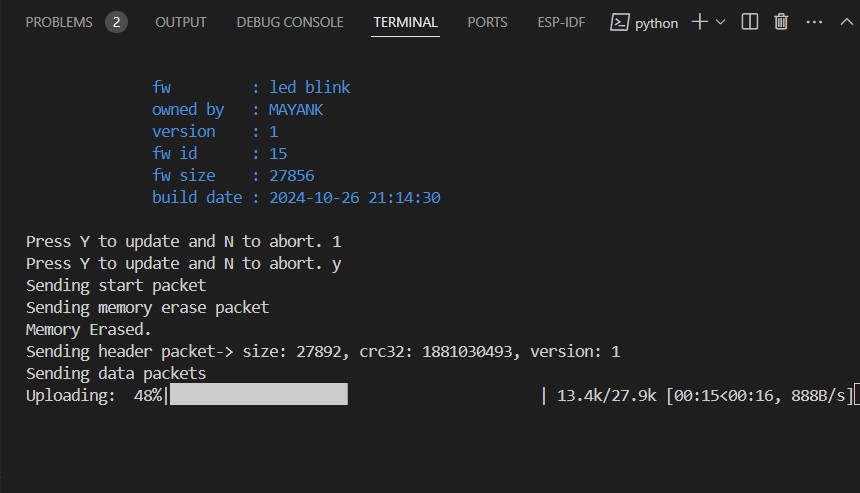 PROBLEMS 2 OUTPUT DEBUG CONSOLE TERMINAL PORTS ESP-IDF python
fw : led blink
owned by : MAYANK
version : 1
fw id : 15
fw size : 27856
build date : 2024-10-26 21:14:30
Press Y to update and N to abort. 1
Press Y to update and N to abort. y
Sending start packet
Sending memory erase packet
Memory Erased.
Sending header packet-> size: 27892, crc32: 1881030493, version: 1
Sending data packets
Uploading: 48%| | 13.4k/27.9k [00:15<00:16, 888B/s]